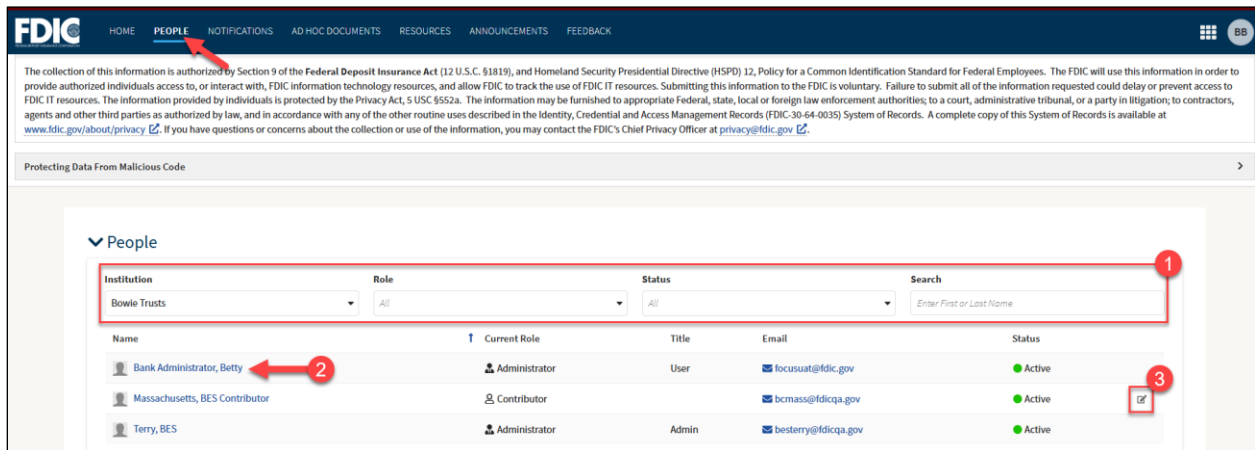 FDIC HOME PEOPLE NOTIFICATIONS AD HOC DOCUMENTS RESOURCES ANNOUNCEMENTS FEEDBACK BB
The collection of this information is authorized by Section 9 of the Federal Deposit Insurance Act (12 U.S.C. §1819), and Homeland Security Presidential Directive (HSPD) 12, Policy for a Common Identification Standard for Federal Employees. The FDIC will use this information in order to
provide authorized individuals access to, or interact with, FDIC information technology resources, and allow FDIC to track the use of FDIC IT resources. Submitting this information to the FDIC is voluntary. Failure to submit all of the information requested could delay or prevent access to
FDIC IT resources. The information provided by individuals is protected by the Privacy Act, 5 USC §552a. The information may be furnished to appropriate Federal, state, local or foreign law enforcement authorities; to a court, administrative tribunal, or a party in litigation; to contractors,
agents and other third parties as authorized by law, and in accordance with any of the other routine uses described in the Identity, Credential and Access Management Records (FDIC-30-64-0035) System of Records. A complete copy of this System of Records is available at
www.fdic.gov/about/privacy. If you have questions or concerns about the collection or use of the information, you may contact the FDIC's Chief Privacy Officer at privacy@fdic.gov.
Protecting Data From Malicious Code
People
1
Institution Role Status Search
Bowie Trusts All All Enter First or Last Name
Name Current Role Title Email Status
Bank Administrator, Betty 2 Administrator User focusuat@fdic.gov Active
3
Massachusetts, BES Contributor Contributor bcmass@fdicqa.gov Active
Terry, BES Administrator Admin besterry@fdicqa.gov Active